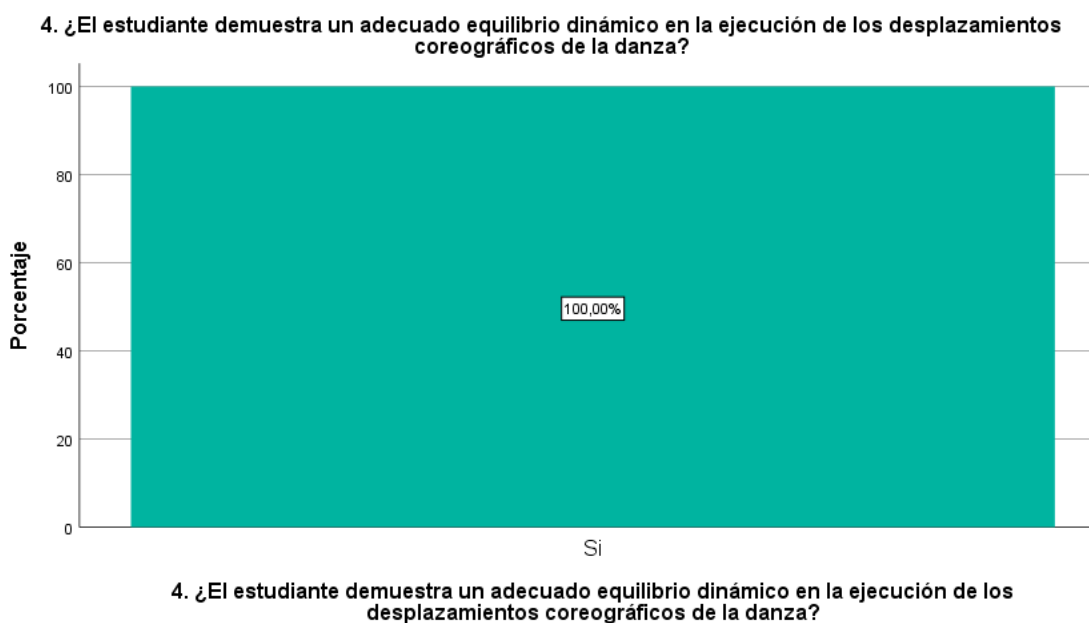 4. ¿El estudiante demuestra un adecuado equilibrio dinámico en la ejecución de los desplazamientos
coreográficos de la danza?
Porcentaje
100
80
60
40
20
0
100,00%
Si
4. ¿El estudiante demuestra un adecuado equilibrio dinámico en la ejecución de los
desplazamientos coreográficos de la danza?